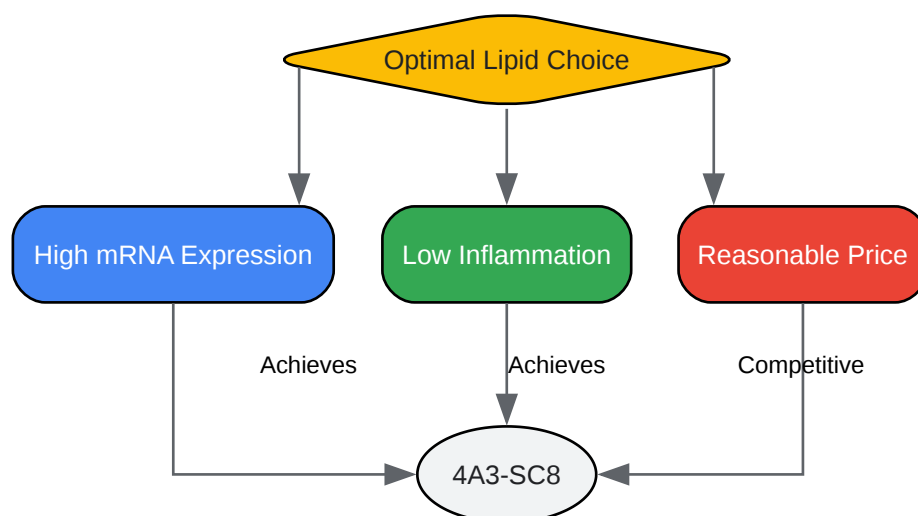 Optimal Lipid Choice
High mRNA Expression
Low Inflammation
Reasonable Price
Achieves
Achieves
Competitive
4A3-SC8